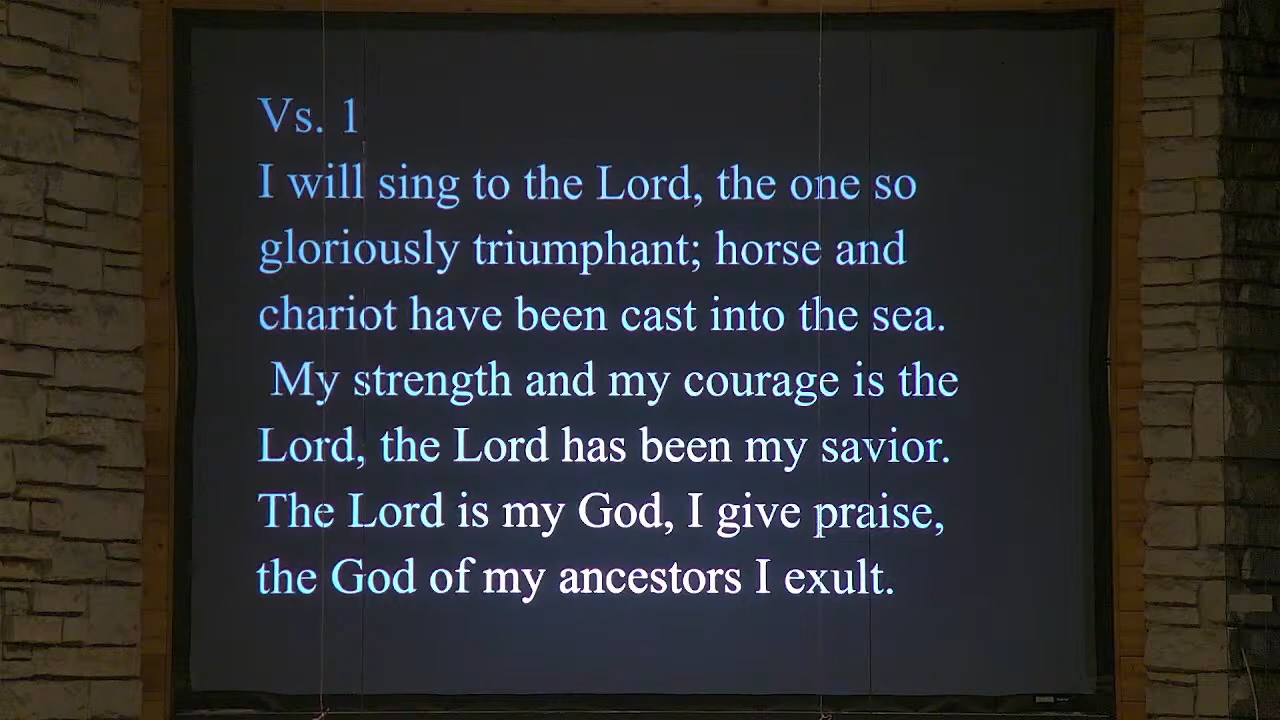 Vs. 1
I will sing to the Lord, the one so
gloriously triumphant; horse and
chariot have been cast into the sea.
My strength and my courage is the
Lord, the Lord has been my savior.
The Lord is my God, I give praise,
the God of my ancestors I exult.